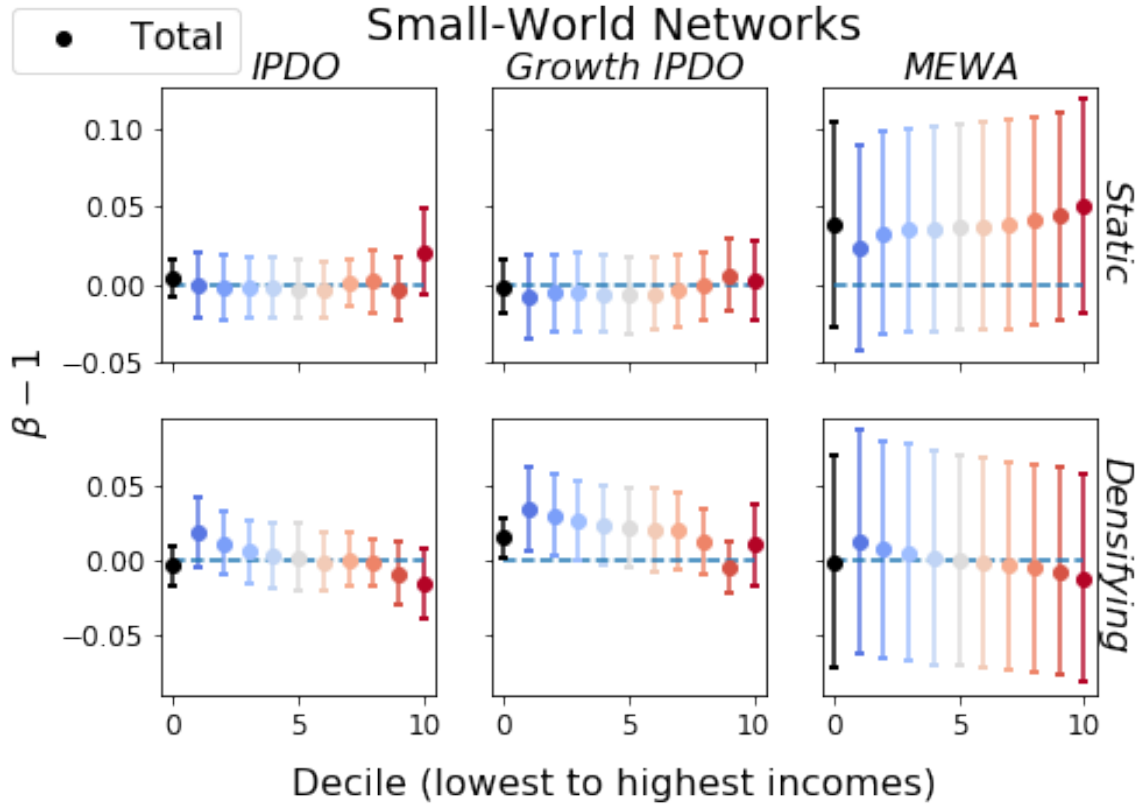 Total
Small-World Networks
IPDO
Growth IPDO
MEWA
0.10
0.05
0.00
−0.05
Static
β − 1
0.05
0.00
−0.05
Densifying
0 5 10
0 5 10
0 5 10
Decile (lowest to highest incomes)